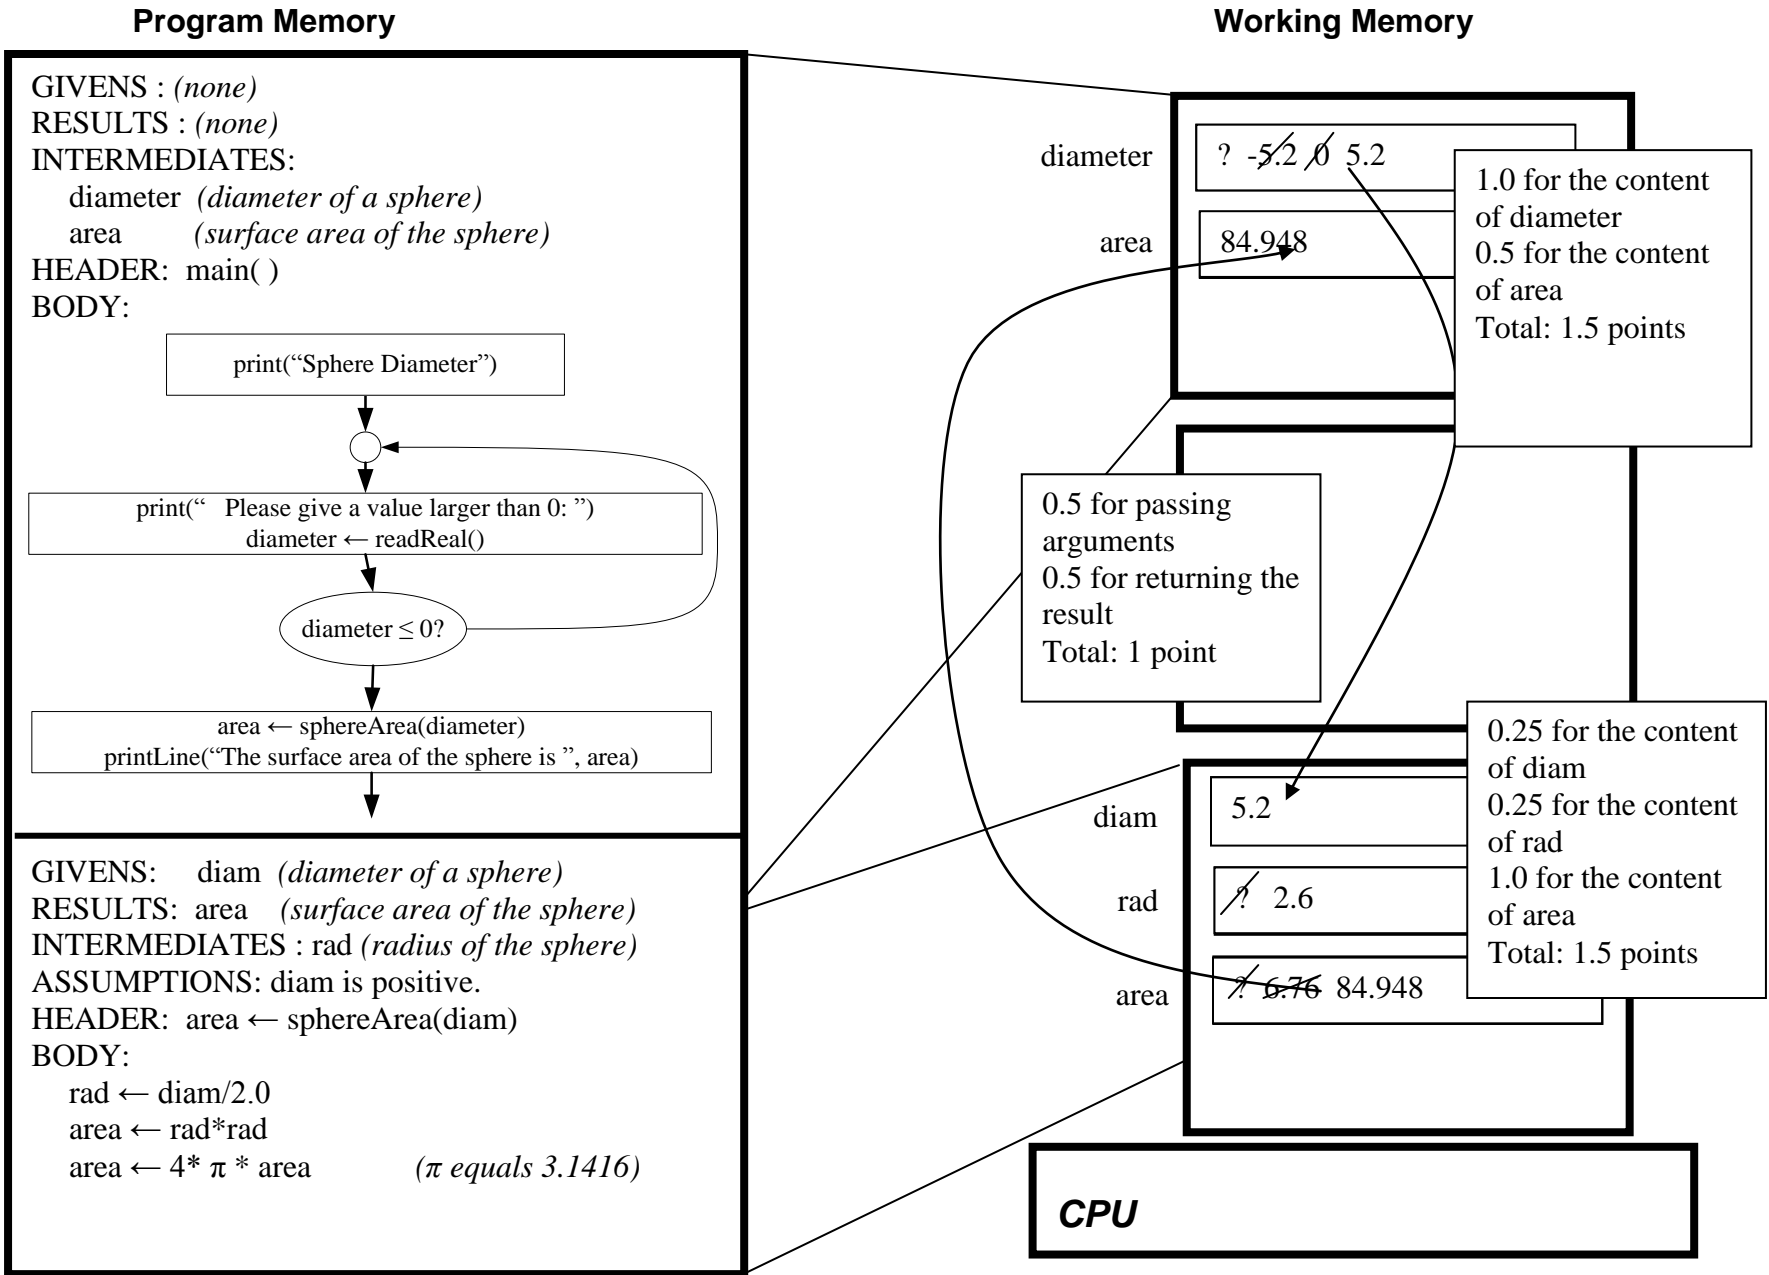 Program Memory
GIVENS : (none)
RESULTS : (none)
INTERMEDIATES:
diameter (diameter of a sphere)
area (surface area of the sphere)
HEADER: main( )
BODY:
print(“Sphere Diameter”)
print(“ Please give a value larger than 0: ”)
diameter ← readReal()
diameter ≤ 0?
area ← sphereArea(diameter)
printLine(“The surface area of the sphere is ”, area)
GIVENS: diam (diameter of a sphere)
RESULTS: area (surface area of the sphere)
INTERMEDIATES : rad (radius of the sphere)
ASSUMPTIONS: diam is positive.
HEADER: area ← sphereArea(diam)
BODY:
rad ← diam/2.0
area ← rad*rad
area ← 4* π * area (π equals 3.1416)
Working Memory
diameter ? -5.2 0 5.2
area 84.948
1.0 for the content
of diameter
0.5 for the content
of area
Total: 1.5 points
0.5 for passing
arguments
0.5 for returning the
result
Total: 1 point
diam 5.2
rad ? 2.6
area ? 6.76 84.948
0.25 for the content
of diam
0.25 for the content
of rad
1.0 for the content
of area
Total: 1.5 points
CPU